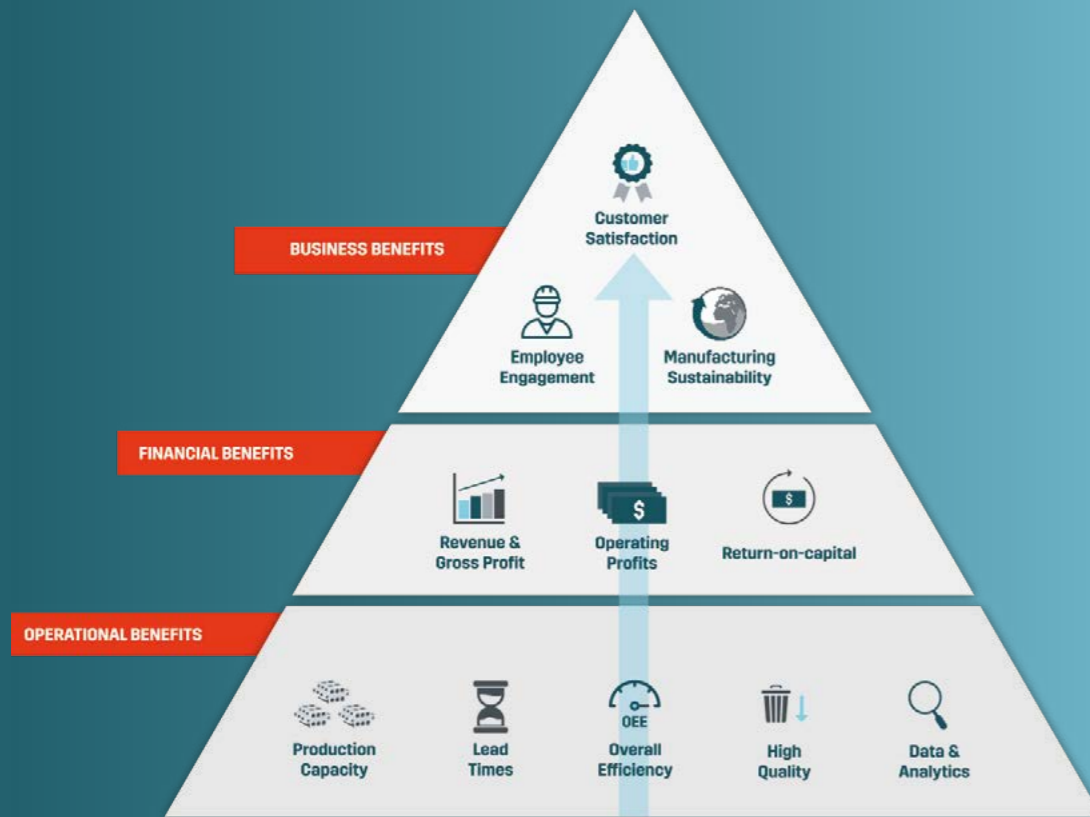 Customer
Satisfaction
BUSINESS BENEFITS
Employee
Engagement
Manufacturing
Sustainability
FINANCIAL BENEFITS
$
$
Revenue &
Gross Profit
Operating
Profits
Return-on-capital
OPERATIONAL BENEFITS
OEE
Production
Capacity
Lead
Times
Overall
Efficiency
High
Quality
Data &
Analytics